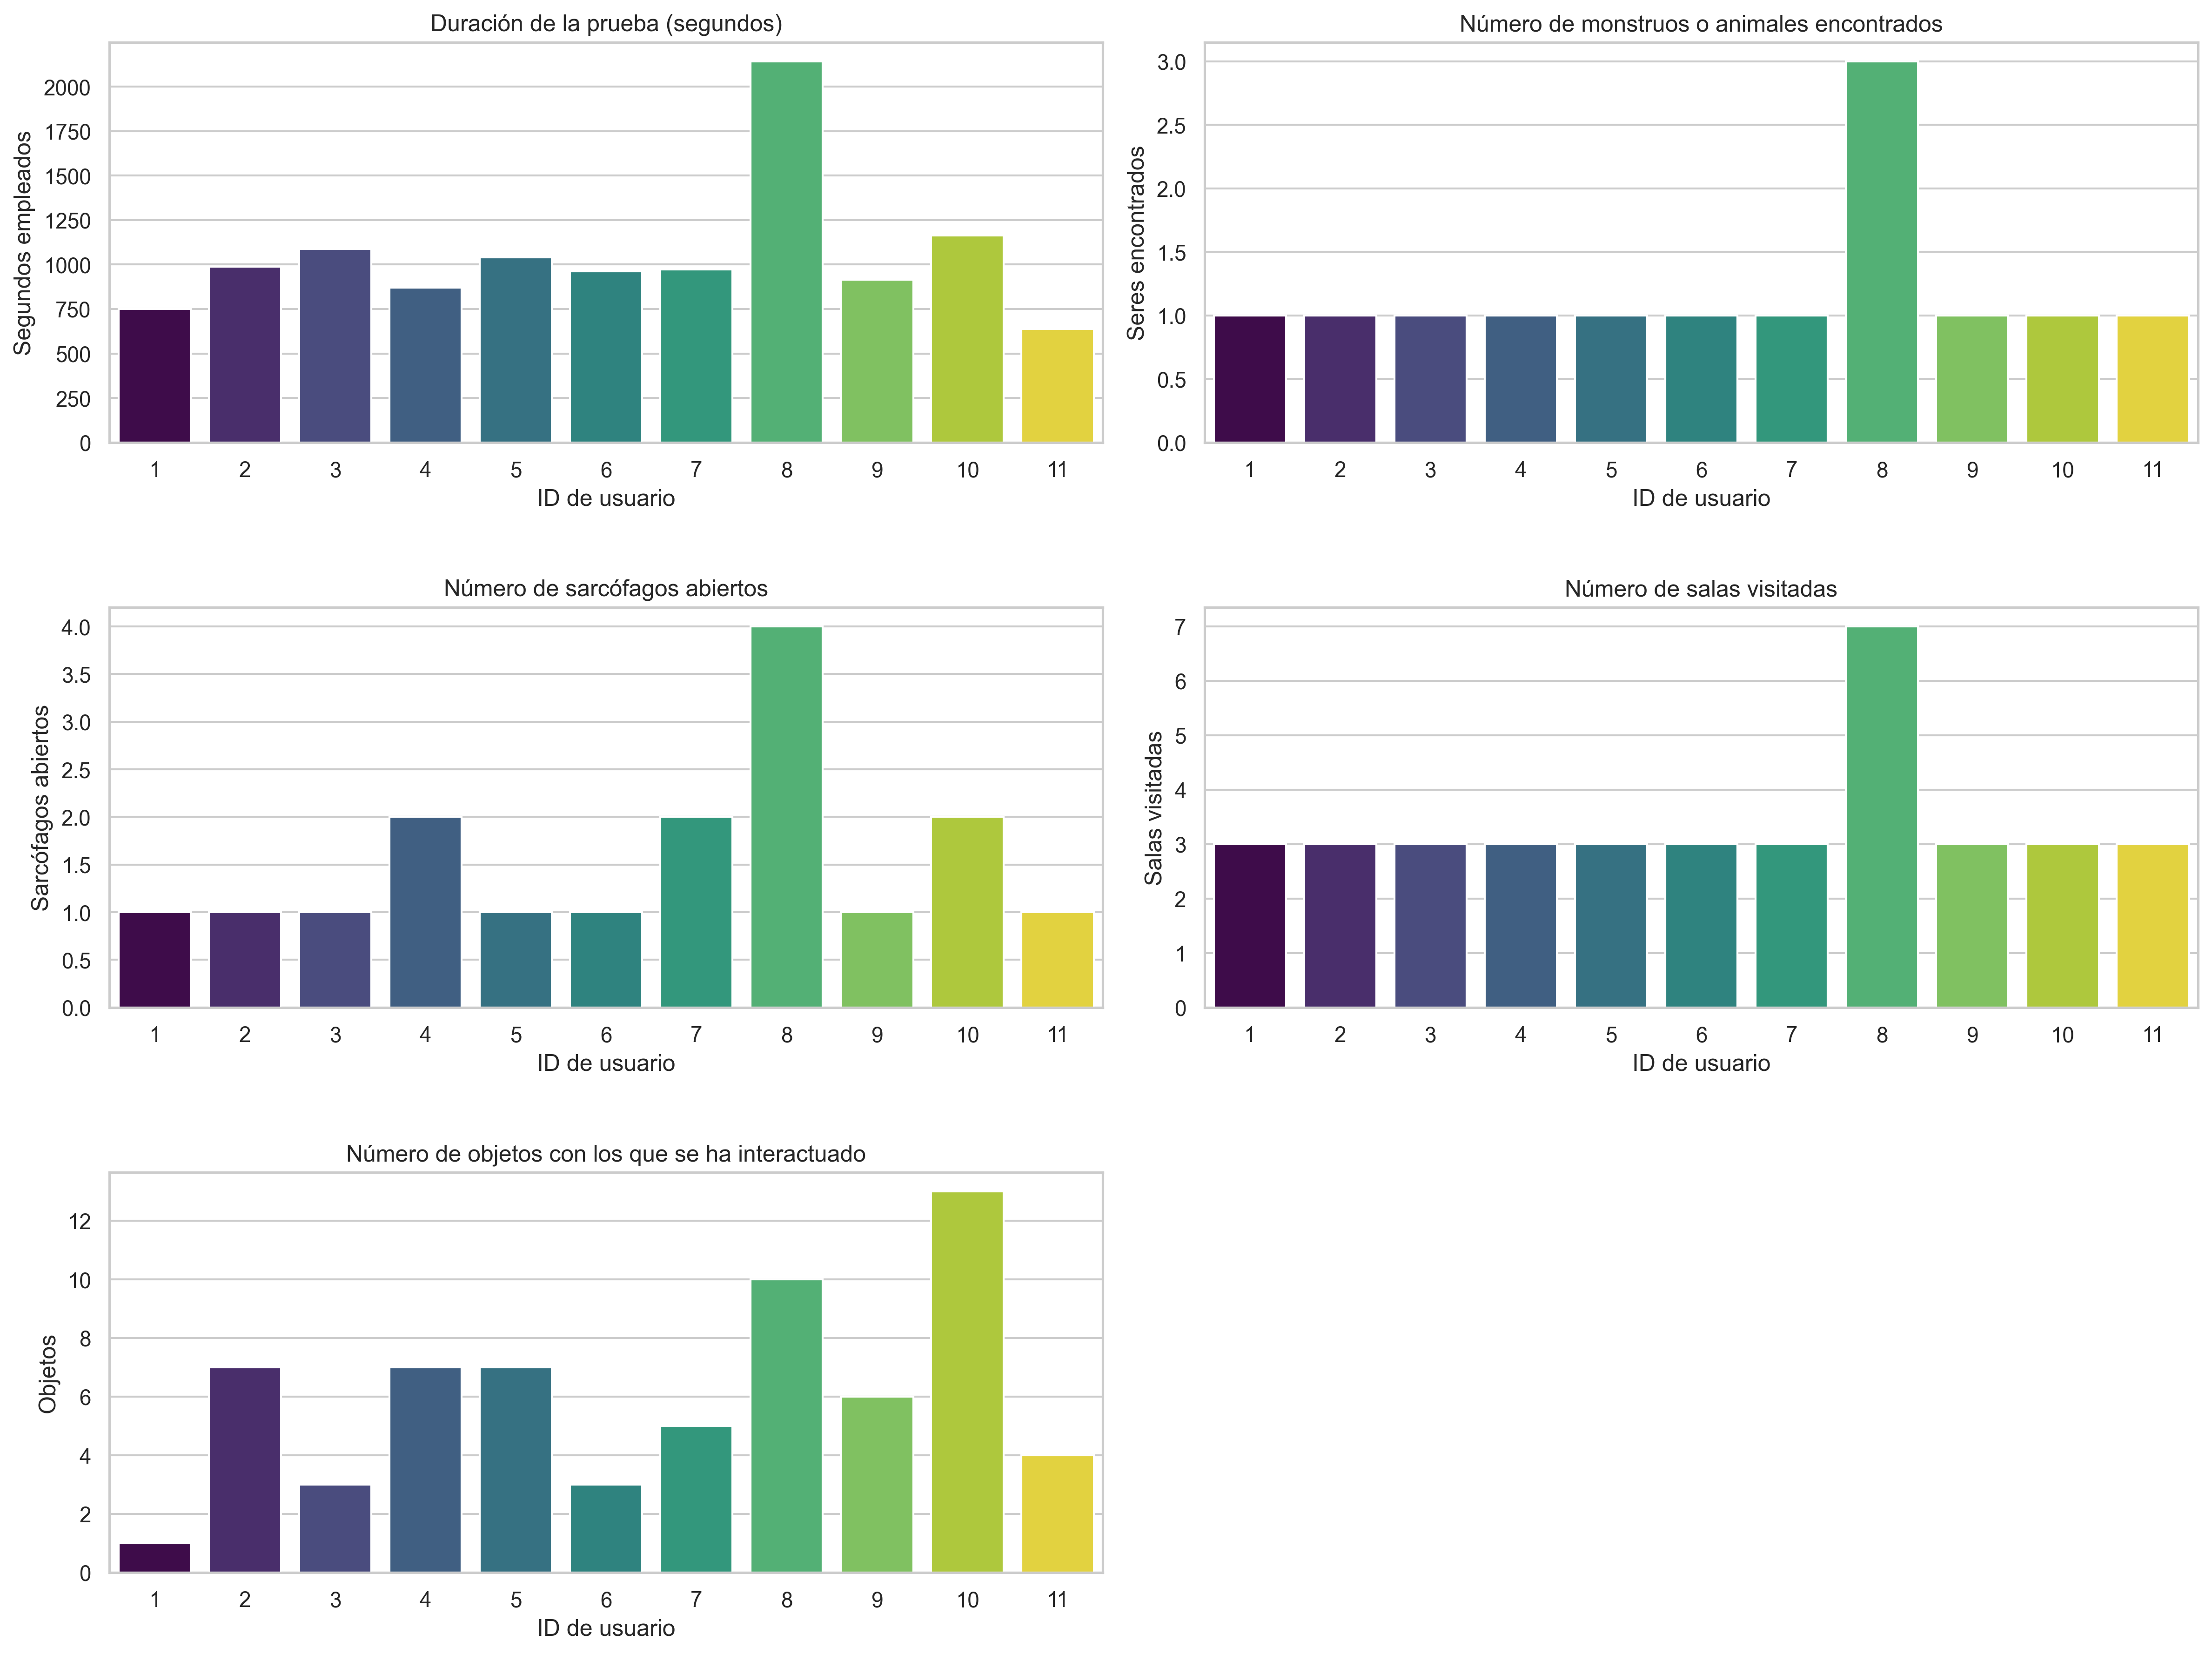 Duración de la prueba (segundos)
Segundos empleados
2000
1750
1500
1250
1000
750
500
250
0
1 2 3 4 5 6 7 8 9 10 11
ID de usuario
Número de monstruos o animales encontrados
Seres encontrados
3.0
2.5
2.0
1.5
1.0
0.5
0.0
1 2 3 4 5 6 7 8 9 10 11
ID de usuario
Número de sarcófagos abiertos
Sarcófagos abiertos
4.0
3.5
3.0
2.5
2.0
1.5
1.0
0.5
0.0
1 2 3 4 5 6 7 8 9 10 11
ID de usuario
Número de salas visitadas
Salas visitadas
7
6
5
4
3
2
1
0
1 2 3 4 5 6 7 8 9 10 11
ID de usuario
Número de objetos con los que se ha interactuado
Objetos
12
10
8
6
4
2
0
1 2 3 4 5 6 7 8 9 10 11
ID de usuario